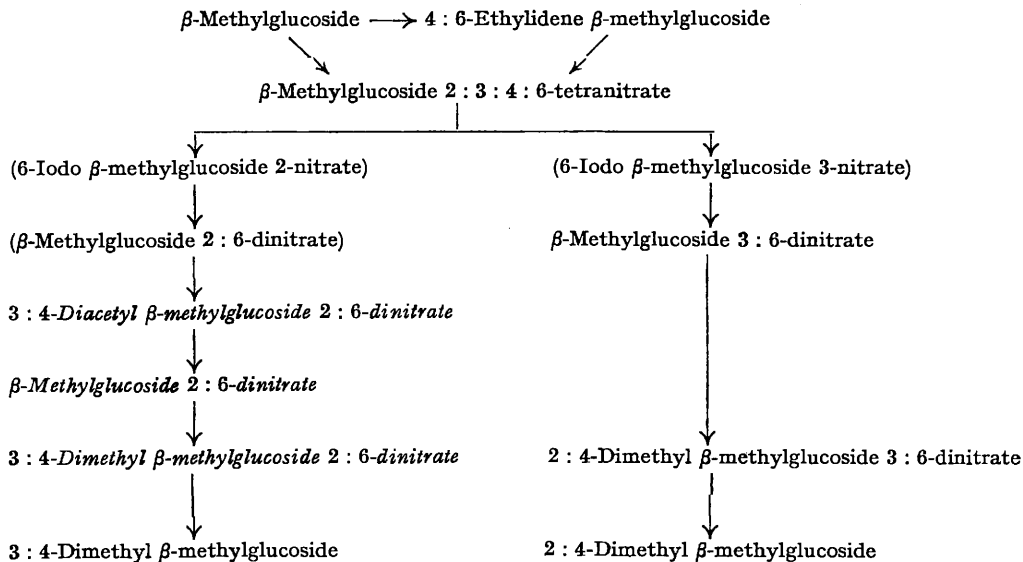 β-Methylglucoside → 4 : 6-Ethylidene β-methylglucoside
β-Methylglucoside 2 : 3 : 4 : 6-tetranitrate
(6-Iodo β-methylglucoside 2-nitrate)
(6-Iodo β-methylglucoside 3-nitrate)
(β-Methylglucoside 2 : 6-dinitrate)
β-Methylglucoside 3 : 6-dinitrate
3 : 4-Diacetyl β-methylglucoside 2 : 6-dinitrate
β-Methylglucoside 2 : 6-dinitrate
3 : 4-Dimethyl β-methylglucoside 2 : 6-dinitrate
2 : 4-Dimethyl β-methylglucoside 3 : 6-dinitrate
3 : 4-Dimethyl β-methylglucoside
2 : 4-Dimethyl β-methylglucoside